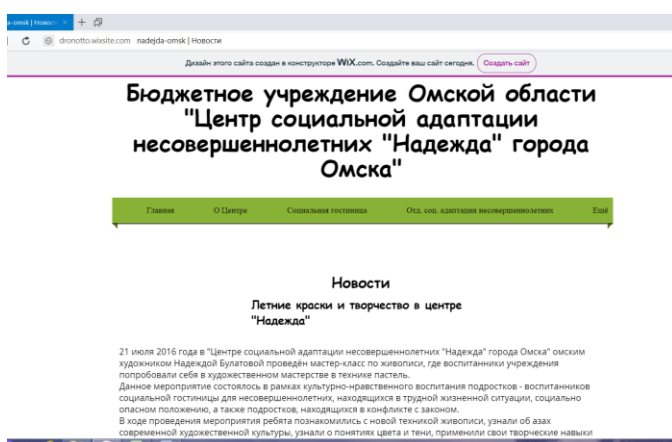 a-omsk | Новост
dronotto.wixsite.com nadejda-omsk | Новости
Дизайн этого сайта создан в конструкторе WiX.com. Создайте ваш сайт сегодня. Создать сайт
Бюджетное учреждение Омской области
"Центр социальной адаптации
несовершеннолетних "Надежда" города
Омска"
Главная О Центре Социальная гостиница Отд. соц. адаптации несовершеннолетних Ещё
Новости
Летние краски и творчество в центре
"Надежда"
21 июля 2016 года в "Центре социальной адаптации несовершеннолетних "Надежда" города Омска" омским
художником Надеждой Булатовой проведён мастер-класс по живописи, где воспитанники учреждения
попробовали себя в художественном мастерстве в технике пастель.
Данное мероприятие состоялось в рамках культурно-нравственного воспитания подростков - воспитанников
социальной гостиницы для несовершеннолетних, находящихся в трудной жизненной ситуации, социально
опасном положению, а также подростков, находящихся в конфликте с законом.
В ходе проведения мероприятия ребята познакомились с новой техникой живописи, узнали об азах
современной художественной культуры, узнали о понятиях цвета и тени, применили свои творческие навыки